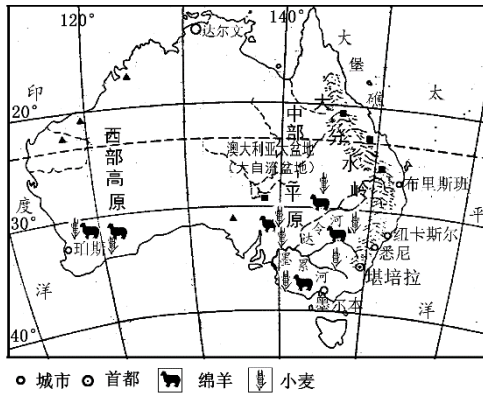 120°
140°
达尔文
大
堡
礁
太
平
洋
印
度
洋
20°
30°
40°
西部高原
中部平原
澳大利亚大盆地
(大自流盆地)
大分水岭
布里斯班
达令河
墨累河
纽卡斯尔
悉尼
堪培拉
墨尔本
珀斯
城市 首都 绵羊 小麦